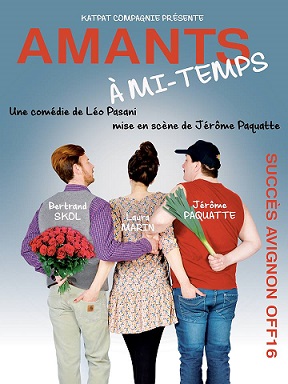 KATPAT COMPAGNIE PRÉSENTE
AMANTS
À MI-TEMPS
Une comédie de Léo Pasani
mise en scène de Jérôme Paquatte
Bertrand
SKOL
Laura
MARIN
Jérôme
PAQUATTE
SUCCÈS AVIGNON OFF16